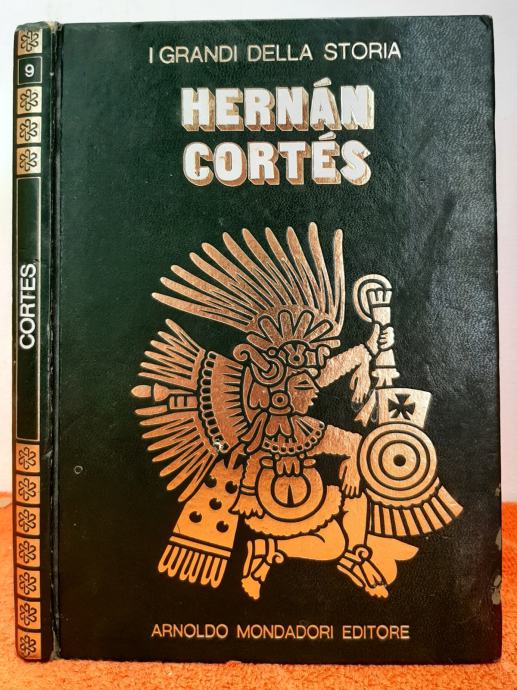 9
CORTES
I GRANDI DELLA STORIA
HERNÁN
CORTÉS
ARNOLDO MONDADORI EDITORE